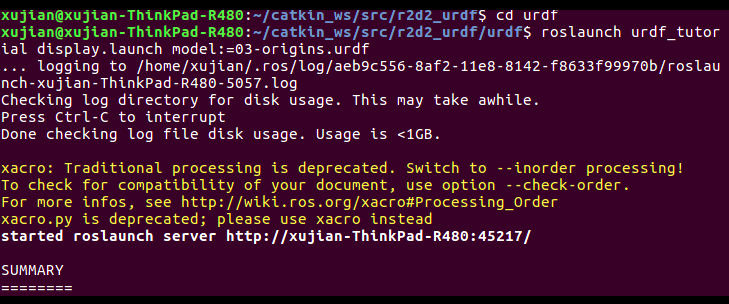 xujian@xujian-ThinkPad-R480:~/catkin_ws/src/r2d2_urdf$ cd urdf
xujian@xujian-ThinkPad-R480:~/catkin_ws/src/r2d2_urdf/urdf$ roslaunch urdf_tutor
ial display.launch model:=03-origins.urdf
... logging to /home/xujian/.ros/log/aeb9c556-8af2-11e8-8142-f8633f99970b/roslau
nch-xujian-ThinkPad-R480-5057.log
Checking log directory for disk usage. This may take awhile.
Press Ctrl-C to interrupt
Done checking log file disk usage. Usage is <1GB.
xacro: Traditional processing is deprecated. Switch to --inorder processing!
To check for compatibility of your document, use option --check-order.
For more infos, see http://wiki.ros.org/xacro#Processing_Order
xacro.py is deprecated; please use xacro instead
started roslaunch server http://xujian-ThinkPad-R480:45217/
SUMMARY
========